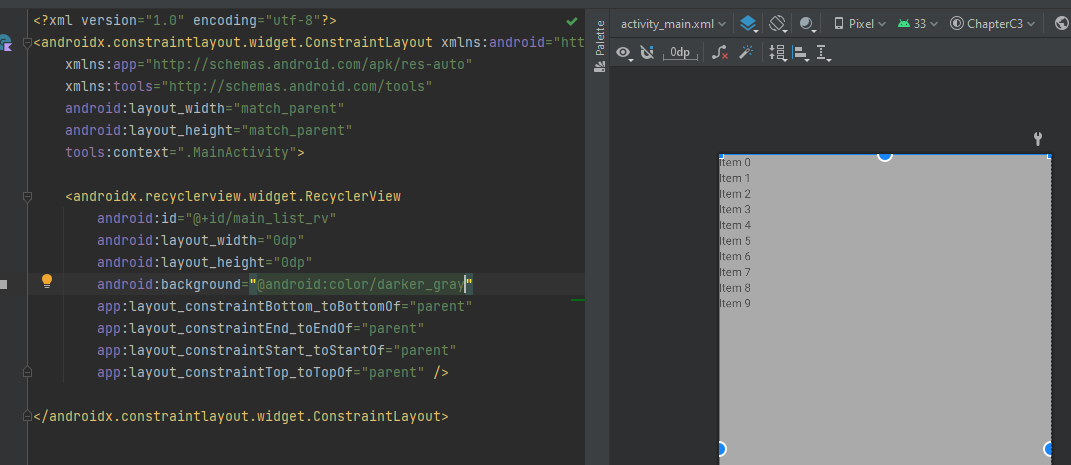 <?xml version="1.0" encoding="utf-8"?>
<androidx.constraintlayout.widget.ConstraintLayout xmlns:android="htt
xmlns:app="http://schemas.android.com/apk/res-auto"
xmlns:tools="http://schemas.android.com/tools"
android:layout_width="match_parent"
android:layout_height="match_parent"
tools:context=".MainActivity">
<androidx.recyclerview.widget.RecyclerView
android:id="@+id/main_list_rv"
android:layout_width="0dp"
android:layout_height="0dp"
android:background="@android:color/darker_gray"
app:layout_constraintBottom_toBottomOf="parent"
app:layout_constraintEnd_toEndOf="parent"
app:layout_constraintStart_toStartOf="parent"
app:layout_constraintTop_toTopOf="parent" />
</androidx.constraintlayout.widget.ConstraintLayout>
Palette
activity_main.xml
Pixel
33
ChapterC3
0dp
Item 0
Item 1
Item 2
Item 3
Item 4
Item 5
Item 6
Item 7
Item 8
Item 9